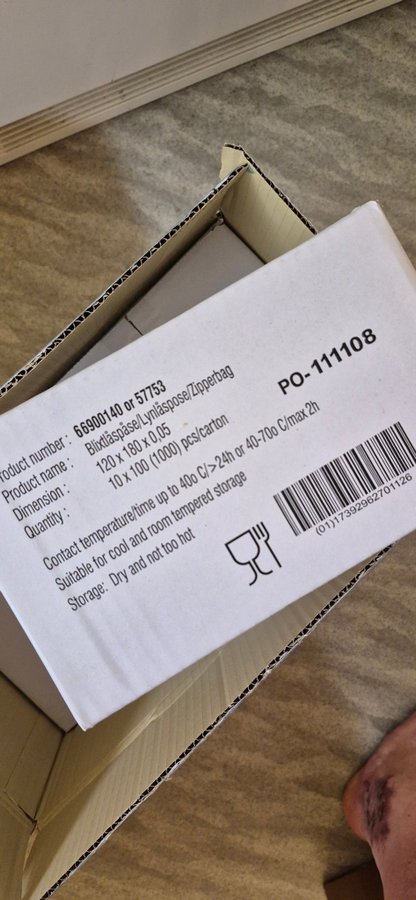 Product number : 66900140 or 57753
Product name : Blixtlåspåse/Lynlåspose/Zipperbag
Dimension : 120 x 180 x 0,05
Quantity : 10 x 100 (1000) pcs/carton
PO-111108
Contact temperature/time up to 40o C/>24h or 40-70o C/max 2h
Suitable for cool and room tempered storage
Storage: Dry and not too hot
(01)17392962701126